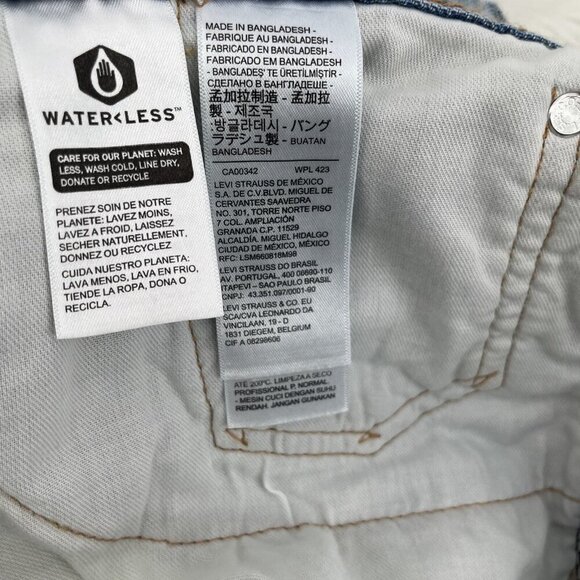 WATER<LESS™
CARE FOR OUR PLANET: WASH
LESS, WASH COLD, LINE DRY,
DONATE OR RECYCLE
PRENEZ SOIN DE NOTRE
PLANETE: LAVEZ MOINS,
LAVEZ A FROID, LAISSEZ
SECHER NATURELLEMENT.
DONNEZ OU RECYCLEZ
CUIDA NUESTRO PLANETA:
LAVA MENOS, LAVA EN FRIO,
TIENDE LA ROPA, DONA O
RECICLA.
MADE IN BANGLADESH -
FABRIQUE AU BANGLADESH -
FABRICADO EN BANGLADESH -
FABRICADO EM BANGLADESH
- BANGLADEŞ' TE ÜRETİLMİŞTİR -
СДЕЛАНО В БАНГЛАДЕШЕ -
孟加拉制造 - 孟加拉
製 - 제조국
:방글라데시 - バング
ラデシュ製 - BUATAN
BANGLADESH
CA00342 WPL 423
LEVI STRAUSS DE MÉXICO
S.A. DE C.V.BLVD. MIGUEL DE
CERVANTES SAAVEDRA
NO. 301, TORRE NORTE PISO
7 COL. AMPLIACIÓN
GRANADA C.P. 11529
ALCALDÍA. MIGUEL HIDALGO
CIUDAD DE MÉXICO, MÉXICO
RFC: LSM660818M98
LEVI STRAUSS DO BRASIL
AV. PORTUGAL, 400 06690-110
ITAPEVI – SAO PAULO BRASIL
CNPJ: 43.351.097/0001-90
LEVI STRAUSS & CO. EU
SCA/CVA LEONARDO DA
VINCILAAN, 19 - D
1831 DIEGEM, BELGIUM
CIF A 08298606
ATÉ 200ºC. LIMPEZA A SECO
PROFISSIONAL P. NORMAL.
- MESIN CUCI DENGAN SUHU
RENDAH. JANGAN GUNAKAN